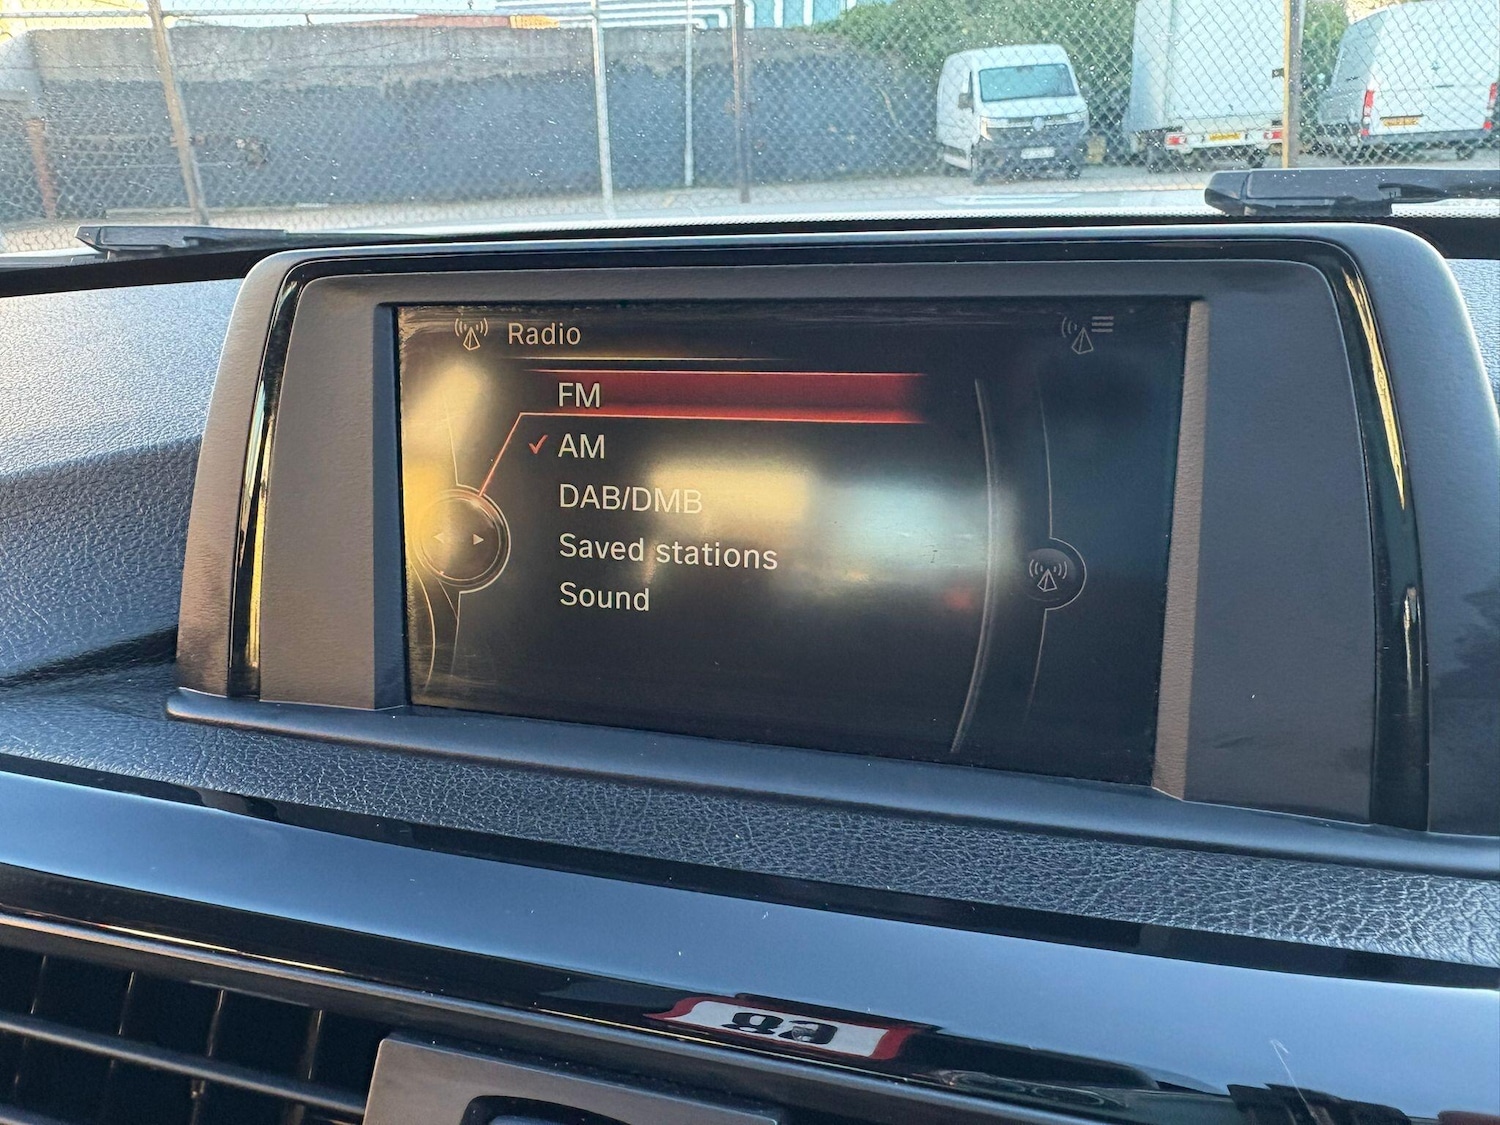 Radio
FM
AM
DAB/DMB
Saved stations
Sound